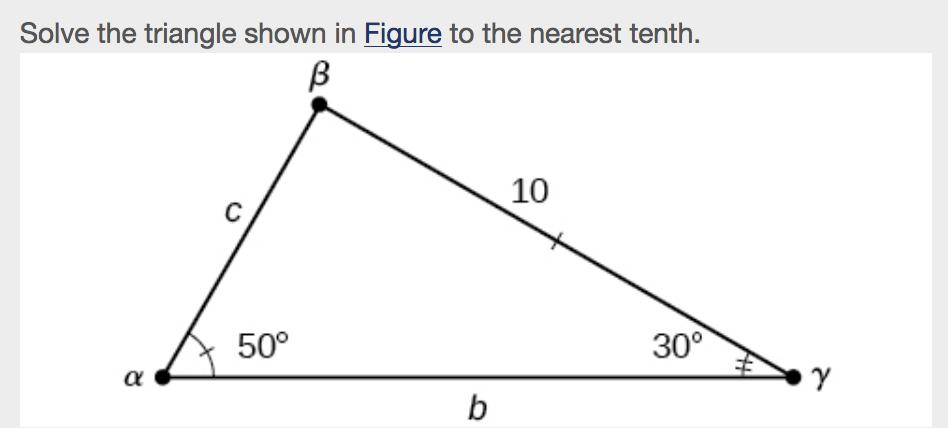 Solve the triangle shown in Figure to the nearest tenth.
β
10
c
50°
30°
α
γ
b